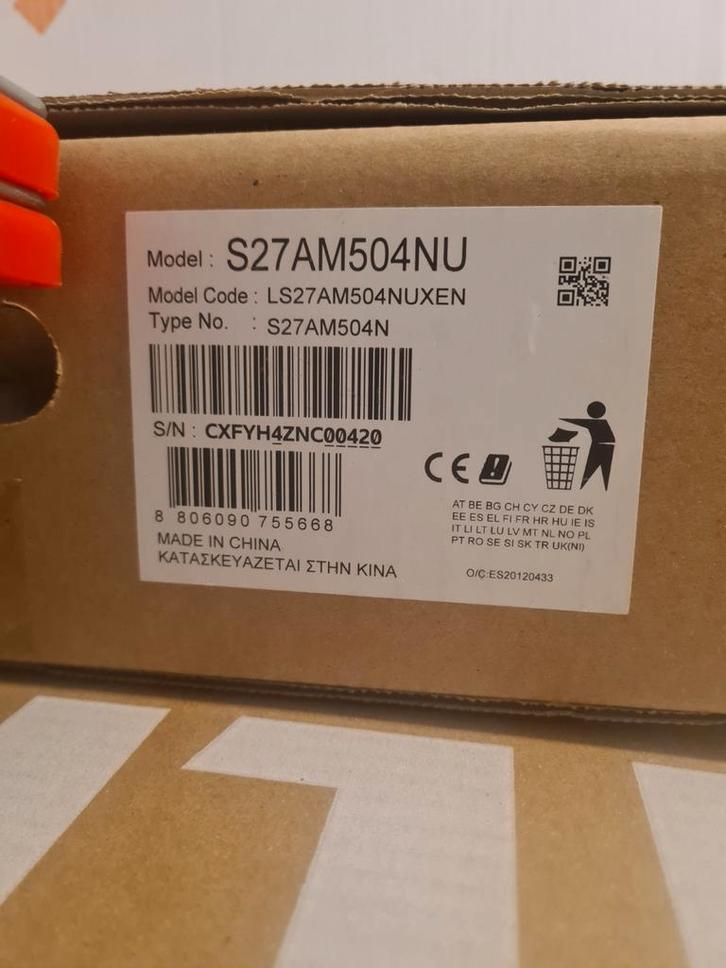 Model : S27AM504NU
Model Code : LS27AM504NUXEN
Type No. : S27AM504N
S/N : CXFYH4ZNC00420
8 806090 755668
MADE IN CHINA
ΚΑΤΑΣΚΕΥΑΖΕΤΑΙ ΣΤΗΝ ΚΙΝΑ
CE
AT BE BG CH CY CZ DE DK
EE ES EL FI FR HR HU IE IS
IT LI LT LU LV MT NL NO PL
PT RO SE SI SK TR UK(NI)
O/Ç:ES20120433